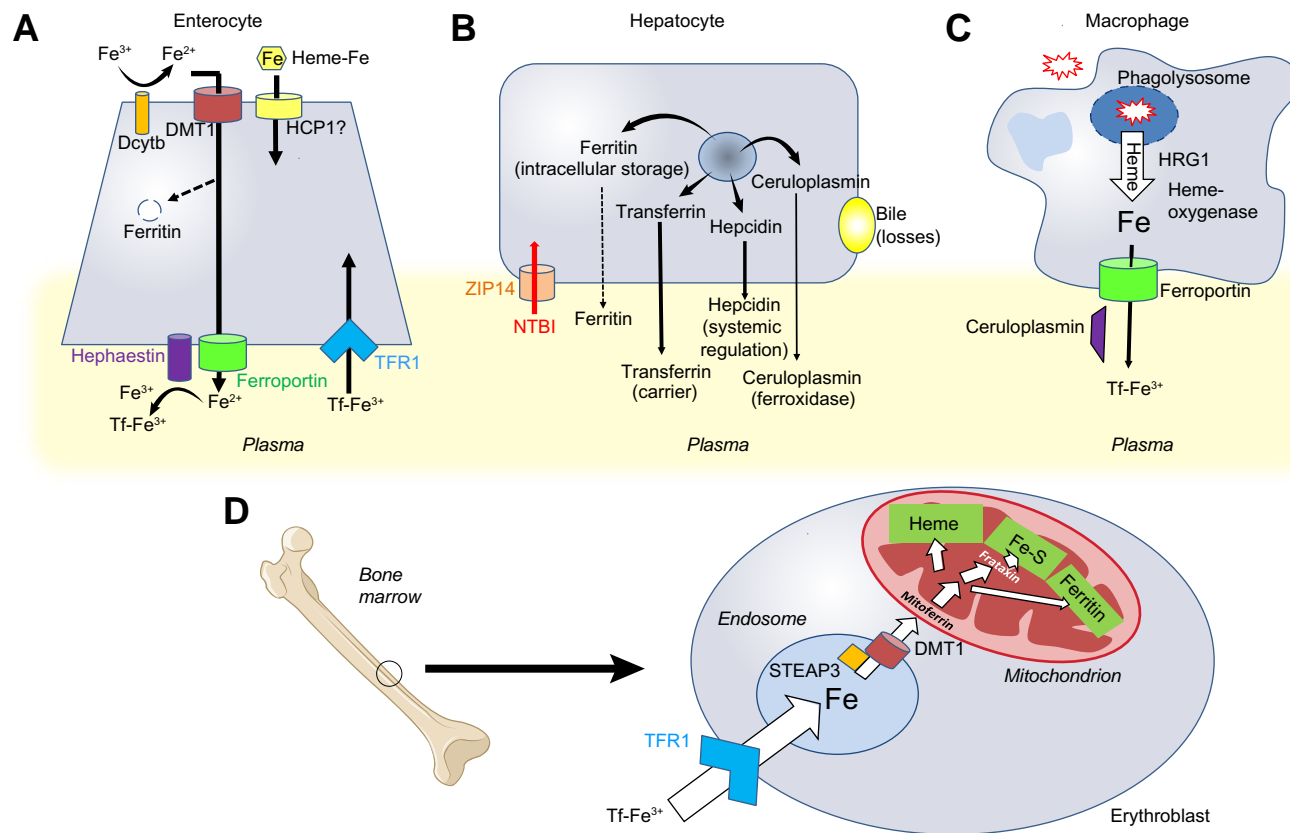 A
Enterocyte
Fe³⁺
Fe²⁺
Fe
Heme-Fe
Dcytb
DMT1
HCP1?
Ferritin
Hephaestin
Ferroportin
TFR1
Fe³⁺
Fe²⁺
Tf-Fe³⁺
Tf-Fe³⁺
Plasma
B
Hepatocyte
Ferritin
(intracellular storage)
Ceruloplasmin
Transferrin
Hepcidin
Bile
(losses)
ZIP14
NTBI
Ferritin
Hepcidin
(systemic
regulation)
Transferrin
(carrier)
Ceruloplasmin
(ferroxidase)
Plasma
C
Macrophage
Phagolysosome
Heme
HRG1
Heme-
oxygenase
Fe
Ferroportin
Ceruloplasmin
Tf-Fe³⁺
Plasma
D
Bone
marrow
Heme
Fe-S
Frataxin
Ferritin
Mitoferrin
Endosome
DMT1
STEAP3
Mitochondrion
Fe
TFR1
Tf-Fe³⁺
Erythroblast